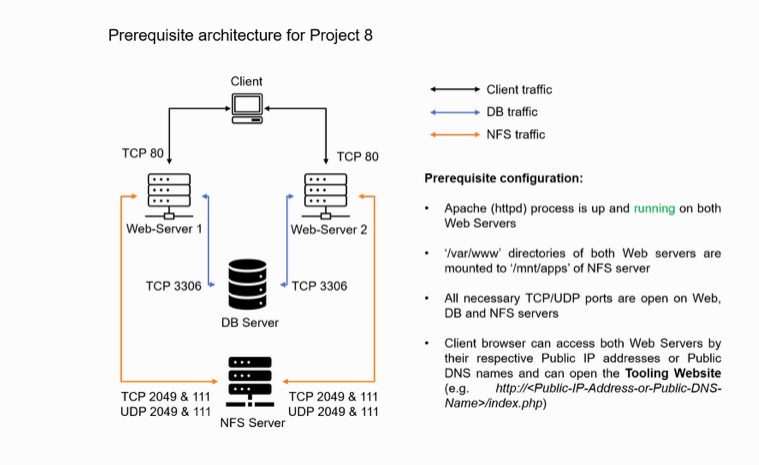 Prerequisite architecture for Project 8
Client
TCP 80
TCP 80
Web-Server 1
Web-Server 2
TCP 3306
TCP 3306
DB Server
TCP 2049 & 111
UDP 2049 & 111
TCP 2049 & 111
UDP 2049 & 111
NFS Server
Client traffic
DB traffic
NFS traffic
Prerequisite configuration:
• Apache (httpd) process is up and running on both
Web Servers
• '/var/www' directories of both Web servers are
mounted to '/mnt/apps' of NFS server
• All necessary TCP/UDP ports are open on Web,
DB and NFS servers
• Client browser can access both Web Servers by
their respective Public IP addresses or Public
DNS names and can open the Tooling Website
(e.g. http://<Public-IP-Address-or-Public-DNS-
Name>/index.php)